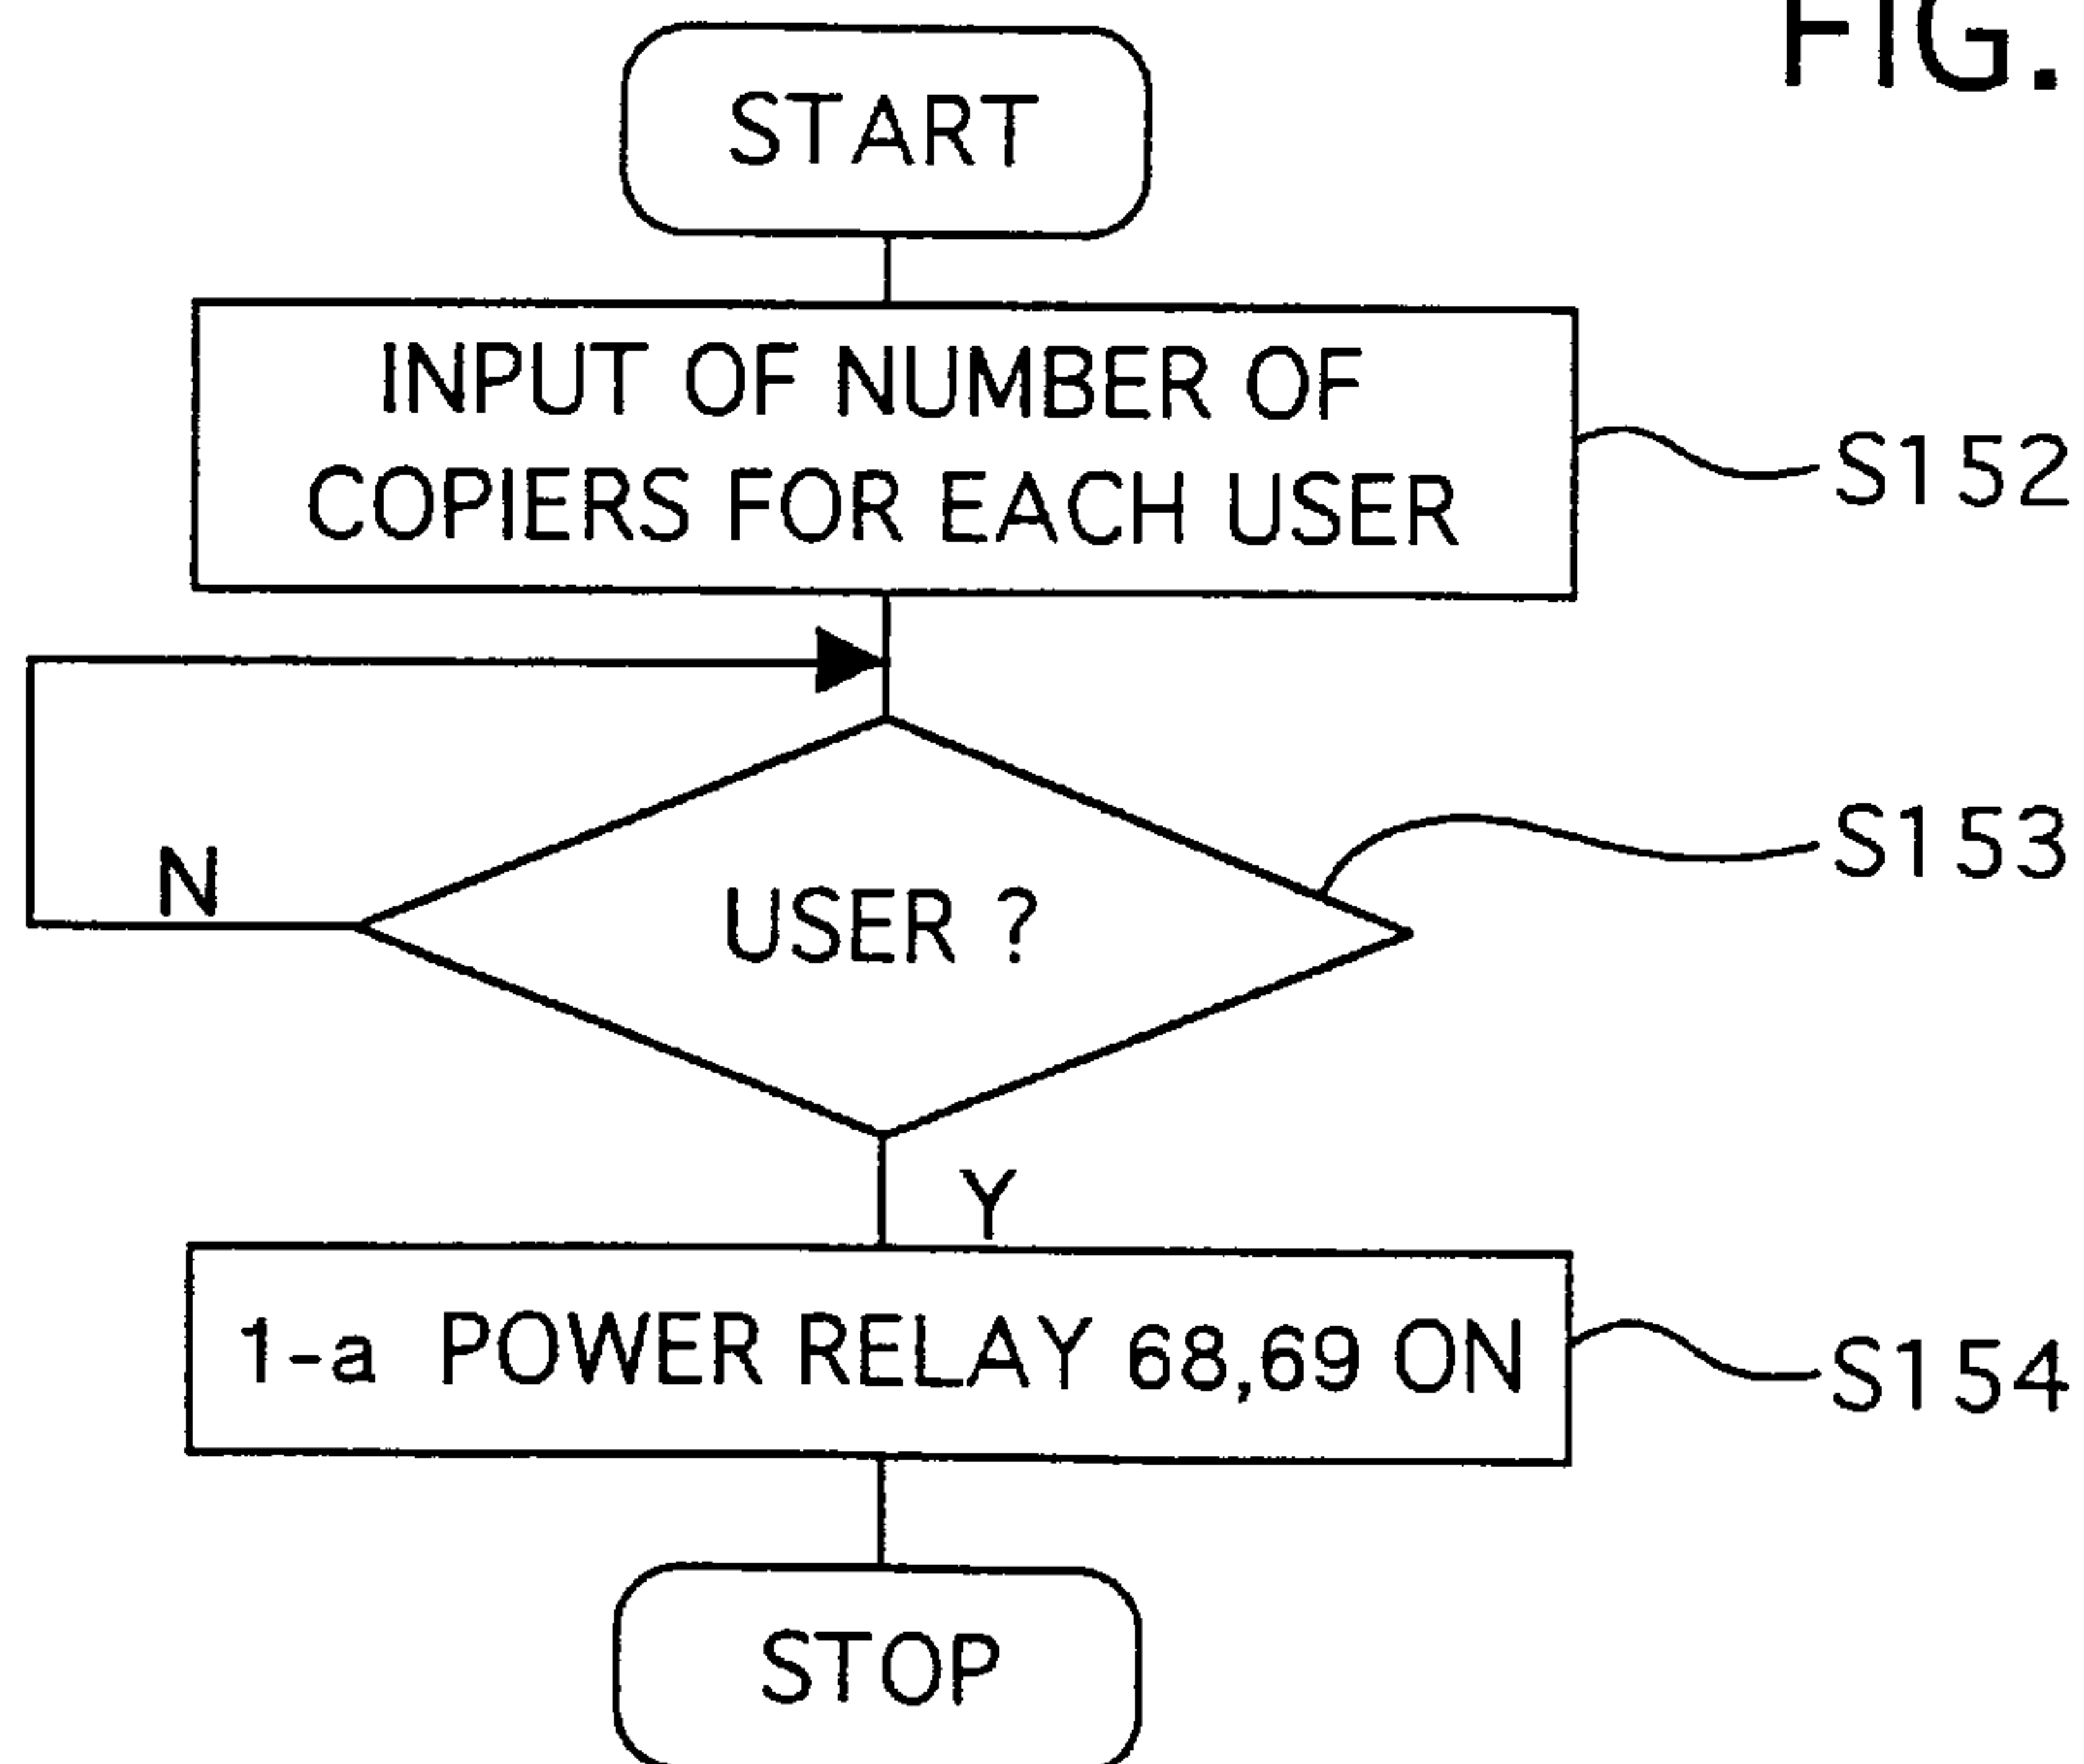 FIG.
START
INPUT OF NUMBER OF
COPIERS FOR EACH USER
S152
N
USER ?
S153
Y
1-a POWER RELAY 68,69 ON
S154
STOP